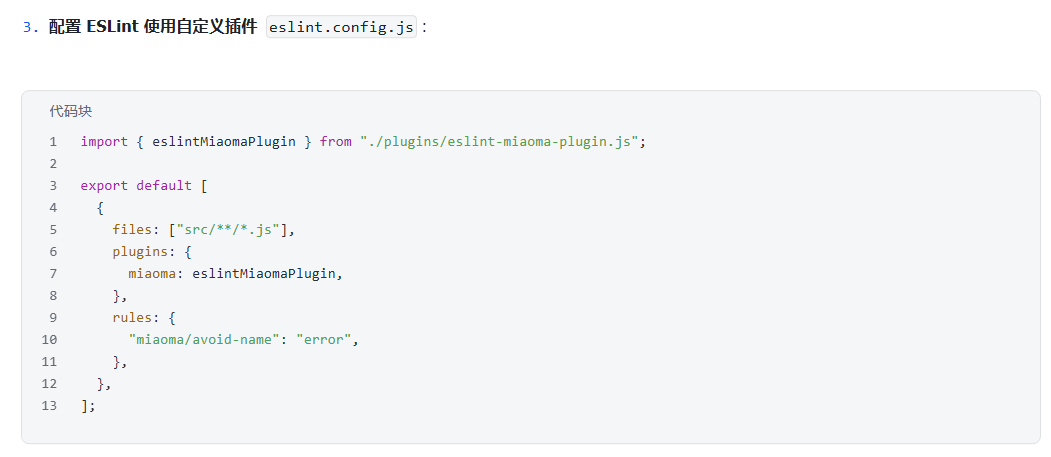 3. 配置 ESLint 使用自定义插件 eslint.config.js：
代码块
1 import { eslintMiaomaPlugin } from "./plugins/eslint-miaoma-plugin.js";
2
3 export default [
4   {
5     files: ["src/**/*.js"],
6     plugins: {
7       miaoma: eslintMiaomaPlugin,
8     },
9     rules: {
10       "miaoma/avoid-name": "error",
11     },
12   },
13 ];